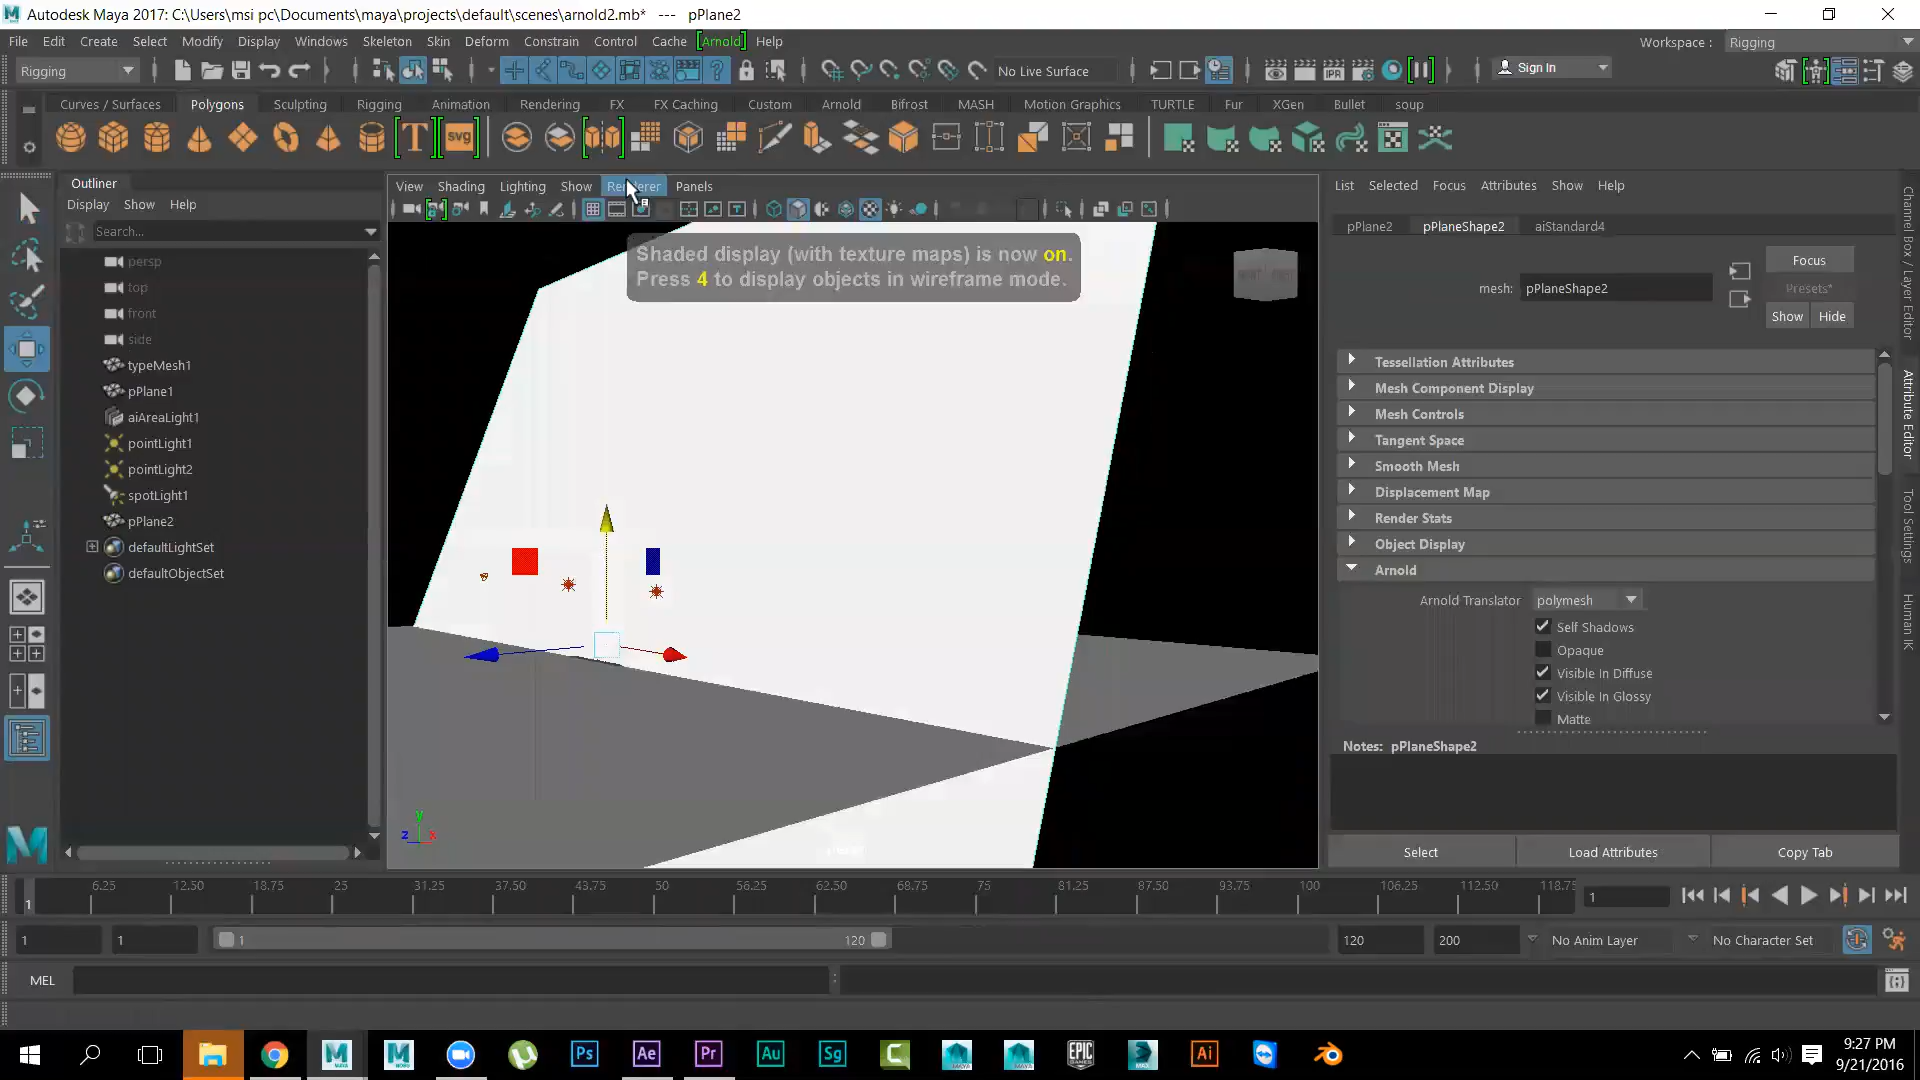 Autodesk Maya 2017: C:\Users\msi pc\Documents\maya\projects\default\scenes\arnold2.mb* --- pPlane2
File Edit Create Select Modify Display Windows Skeleton Skin Deform Constrain Control Cache [Arnold] Help
Workspace : Rigging
Rigging
No Live Surface
IPR
Sign In
Curves / Surfaces Polygons Sculpting Rigging Animation Rendering FX FX Caching Custom Arnold Bifrost MASH Motion Graphics TURTLE Fur XGen Bullet soup
T svg
Outliner
Display Show Help
Search...
persp
top
front
side
typeMesh1
pPlane1
aiAreaLight1
pointLight1
pointLight2
spotLight1
pPlane2
defaultLightSet
defaultObjectSet
View Shading Lighting Show Renderer Panels
Shaded display (with texture maps) is now on.
Press 4 to display objects in wireframe mode.
y
z x
List Selected Focus Attributes Show Help
pPlane2 pPlaneShape2 aiStandard4
mesh: pPlaneShape2
Focus
Presets*
Show Hide
Tessellation Attributes
Mesh Component Display
Mesh Controls
Tangent Space
Smooth Mesh
Displacement Map
Render Stats
Object Display
Arnold
Arnold Translator polymesh
Self Shadows
Opaque
Visible In Diffuse
Visible In Glossy
Matte
Notes: pPlaneShape2
Select Load Attributes Copy Tab
Channel Box / Layer Editor
Attribute Editor
Tool Settings
Human IK
6.25 12.50 18.75 25 31.25 37.50 43.75 50 56.25 62.50 68.75 75 81.25 87.50 93.75 100 106.25 112.50 118.75
1
1
1 1 1 120 120 200 No Anim Layer No Character Set
MEL
Ps Ae Pr Au Sg C EPIC GAMES Ai
9:27 PM
9/21/2016